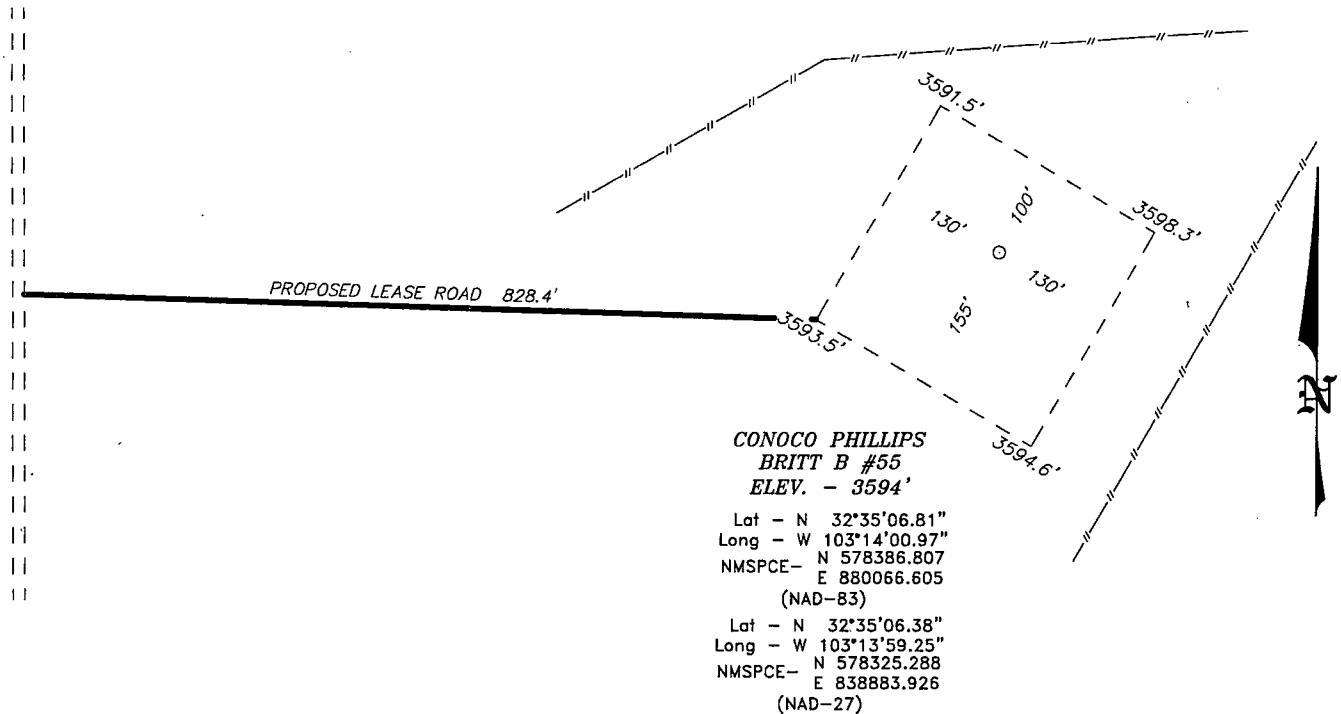 3591.5'
3598.3'
100'
130'
130'
155'
PROPOSED LEASE ROAD 828.4'
3593.5'
3594.6'
N
CONOCO PHILLIPS
BRITT B #55
ELEV. - 3594'
Lat - N 32°35'06.81"
Long - W 103°14'00.97"
NMSPCE- N 578386.807
E 880066.605
(NAD-83)
Lat - N 32°35'06.38"
Long - W 103°13'59.25"
NMSPCE- N 578325.288
E 838883.926
(NAD-27)